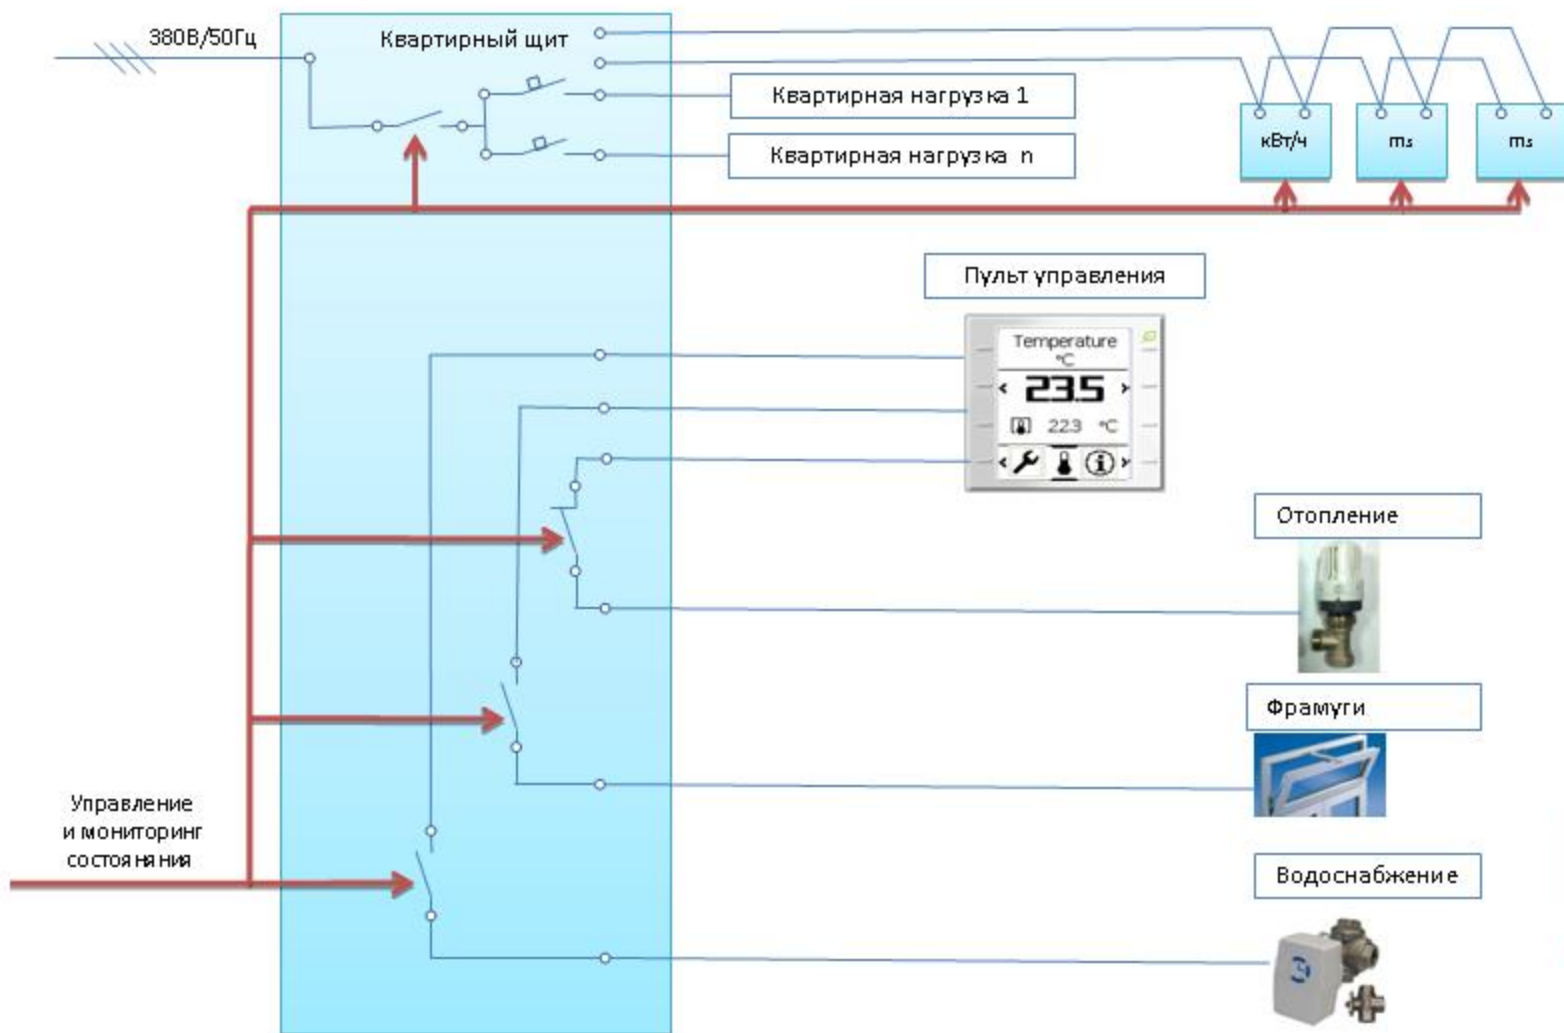 380В/50Гц
Квартирный щит
Квартирная нагрузка 1
Квартирная нагрузка n
кВт/ч
m₃
m₃
Пульт управления
Temperature
°C
23.5
22.3 °C
Отопление
Фрамуги
Управление
и мониторинг
состояняния
Водоснабжение